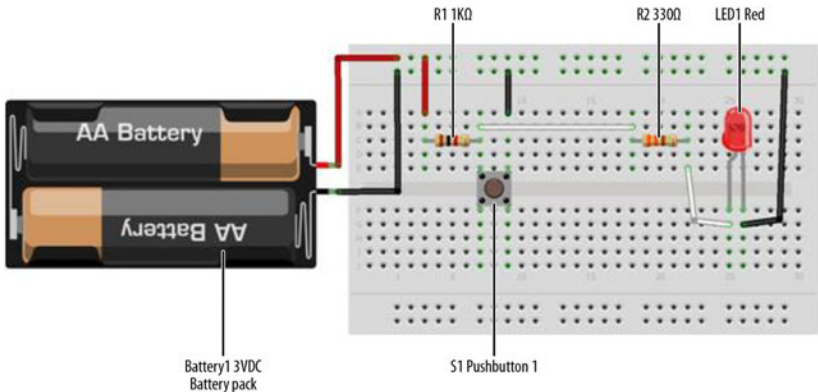 R1 1KΩ
R2 330Ω
LED1 Red
AA Battery
AA Battery
Battery1 3VDC
Battery pack
S1 Pushbutton 1